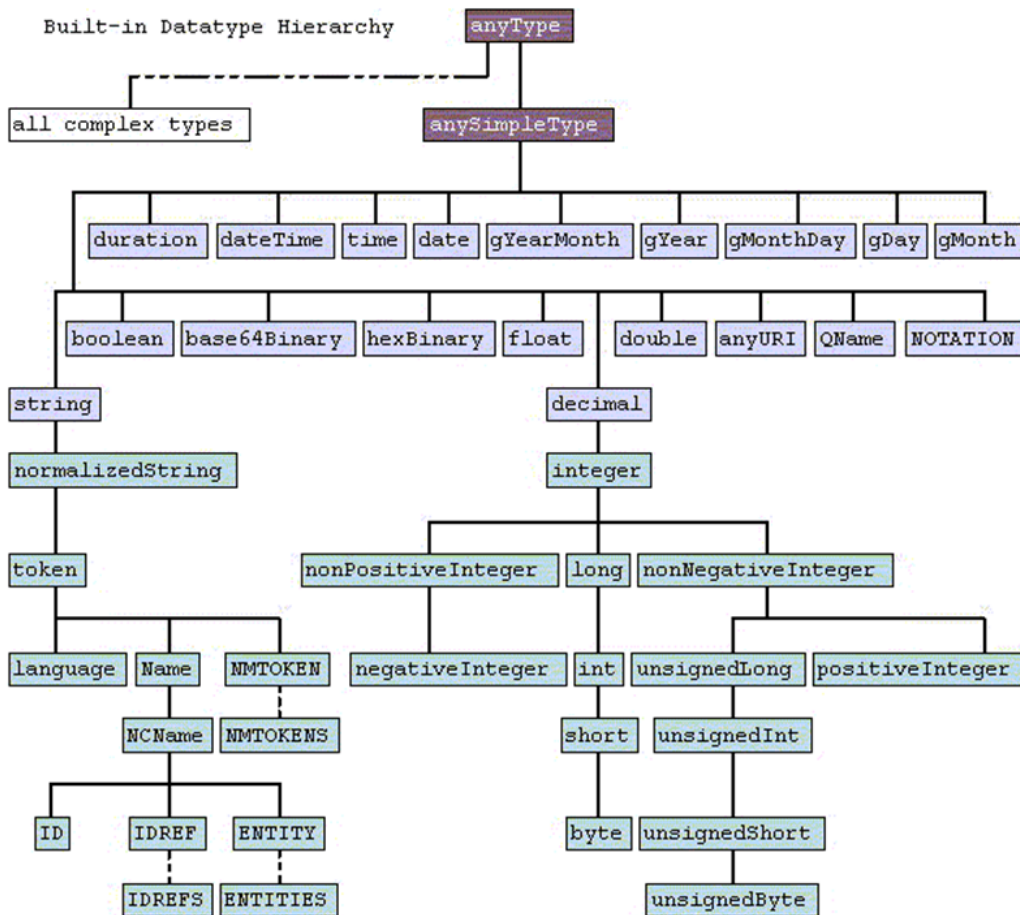 Built-in Datatype Hierarchy
anyType
all complex types
anySimpleType
duration
dateTime
time
date
gYearMonth
gYear
gMonthDay
gDay
gMonth
boolean
base64Binary
hexBinary
float
double
anyURI
QName
NOTATION
string
decimal
normalizedString
integer
token
nonPositiveInteger
long
nonNegativeInteger
language
Name
NMTOKEN
negativeInteger
int
unsignedLong
positiveInteger
NCName
NMTOKENS
short
unsignedInt
ID
IDREF
ENTITY
byte
unsignedShort
IDREFS
ENTITIES
unsignedByte